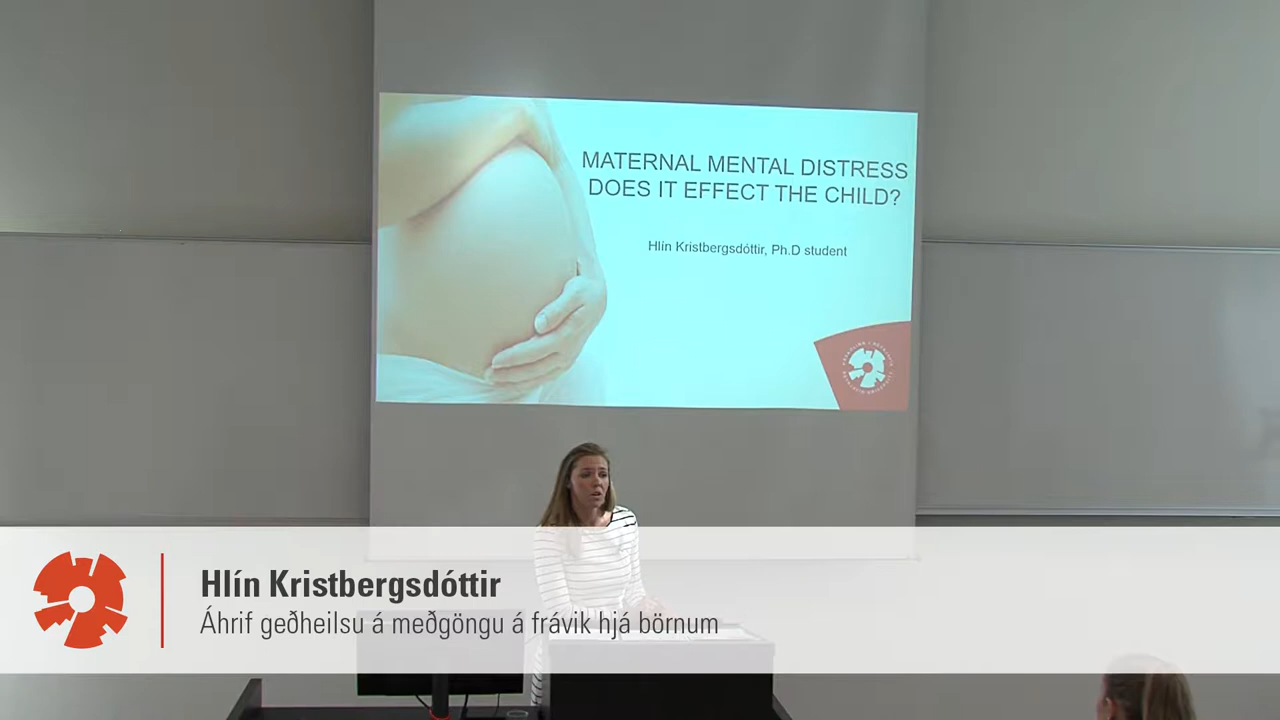 MATERNAL MENTAL DISTRESS
DOES IT EFFECT THE CHILD?
Hlín Kristbergsdóttir, Ph.D student
Hlín Kristbergsdóttir
Áhrif geðheilsu á meðgöngu á frávik hjá börnum